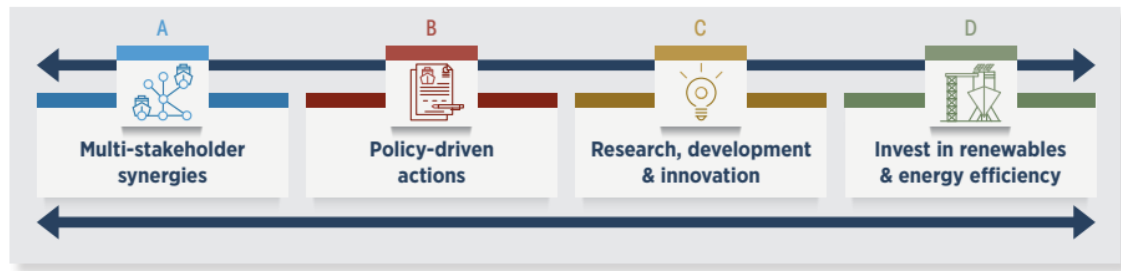 A
B
C
D
Multi-stakeholder
synergies
Policy-driven
actions
Research, development
& innovation
Invest in renewables
& energy efficiency